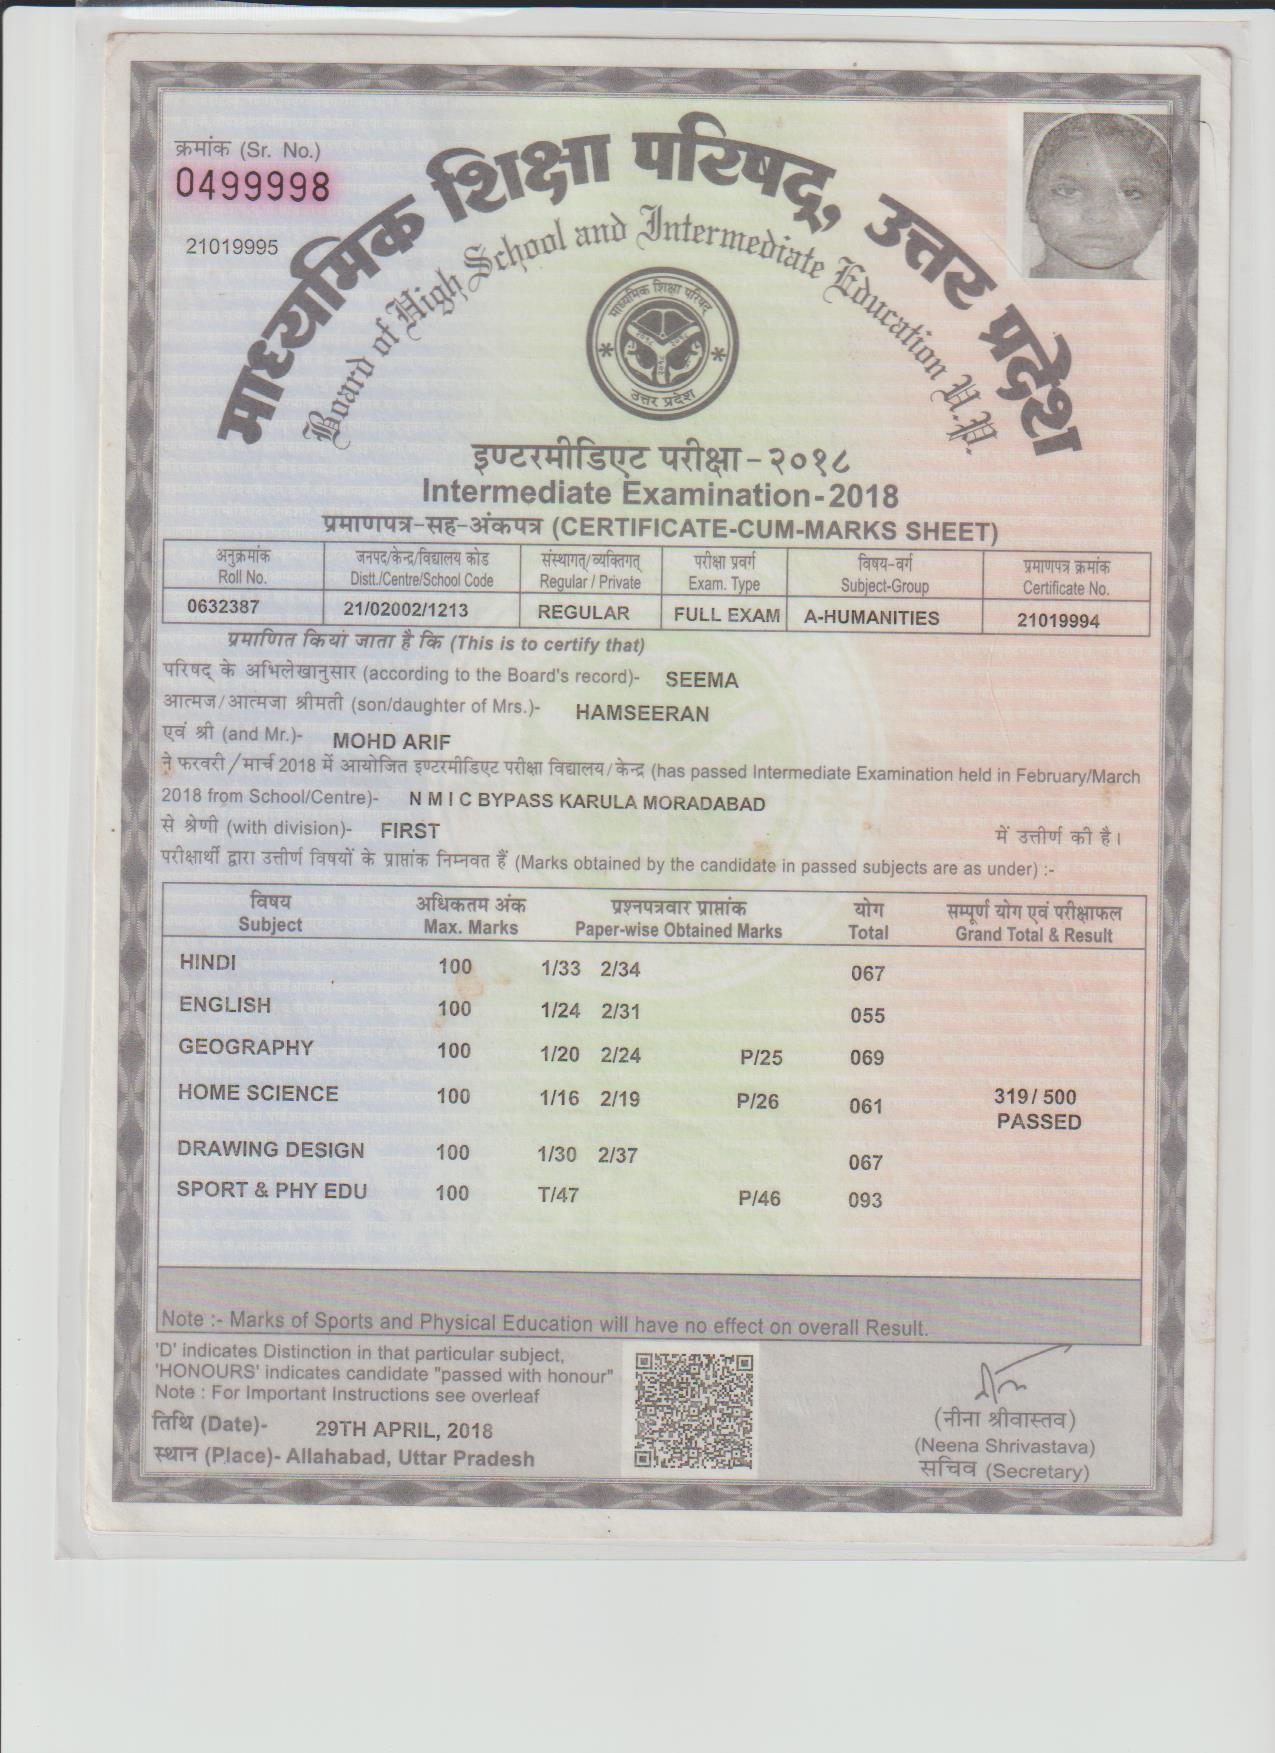 क्रमांक (Sr. No.)
0499998
21019995
माध्यमिक शिक्षा परिषद्, उत्तर प्रदेश
Board of High School and Intermediate Education U.P.
माध्यमिक शिक्षा परिषद्
उत्तर प्रदेश
इण्टरमीडिएट परीक्षा - २०१८
Intermediate Examination - 2018
प्रमाणपत्र-सह-अंकपत्र (CERTIFICATE-CUM-MARKS SHEET)
अनुक्रमांक जनपद/केन्द्र/विद्यालय कोड संस्थागत/व्यक्तिगत् परीक्षा प्रवर्ग विषय-वर्ग प्रमाणपत्र क्रमांक
Roll No. Distt./Centre/School Code Regular / Private Exam. Type Subject-Group Certificate No.
0632387 21/02002/1213 REGULAR FULL EXAM A-HUMANITIES 21019994
प्रमाणित किया जाता है कि (This is to certify that)
परिषद् के अभिलेखानुसार (according to the Board's record)- SEEMA
आत्मज/आत्मजा श्रीमती (son/daughter of Mrs.)- HAMSEERAN
एवं श्री (and Mr.)- MOHD ARIF
ने फरवरी/मार्च 2018 में आयोजित इण्टरमीडिएट परीक्षा विद्यालय/केन्द्र (has passed Intermediate Examination held in February/March
2018 from School/Centre)- N M I C BYPASS KARULA MORADABAD
से श्रेणी (with division)- FIRST में उत्तीर्ण की है।
परीक्षार्थी द्वारा उत्तीर्ण विषयों के प्राप्तांक निम्नवत हैं (Marks obtained by the candidate in passed subjects are as under) :-
विषय अधिकतम अंक प्रश्नपत्रवार प्राप्तांक योग सम्पूर्ण योग एवं परीक्षाफल
Subject Max. Marks Paper-wise Obtained Marks Total Grand Total & Result
HINDI 100 1/33 2/34 067
ENGLISH 100 1/24 2/31 055
GEOGRAPHY 100 1/20 2/24 P/25 069
HOME SCIENCE 100 1/16 2/19 P/26 061 319/ 500
PASSED
DRAWING DESIGN 100 1/30 2/37 067
SPORT & PHY EDU 100 T/47 P/46 093
Note :- Marks of Sports and Physical Education will have no effect on overall Result.
'D' indicates Distinction in that particular subject,
'HONOURS' indicates candidate "passed with honour"
Note : For Important Instructions see overleaf
तिथि (Date)- 29TH APRIL, 2018
स्थान (Place)- Allahabad, Uttar Pradesh
(नीना श्रीवास्तव)
(Neena Shrivastava)
सचिव (Secretary)